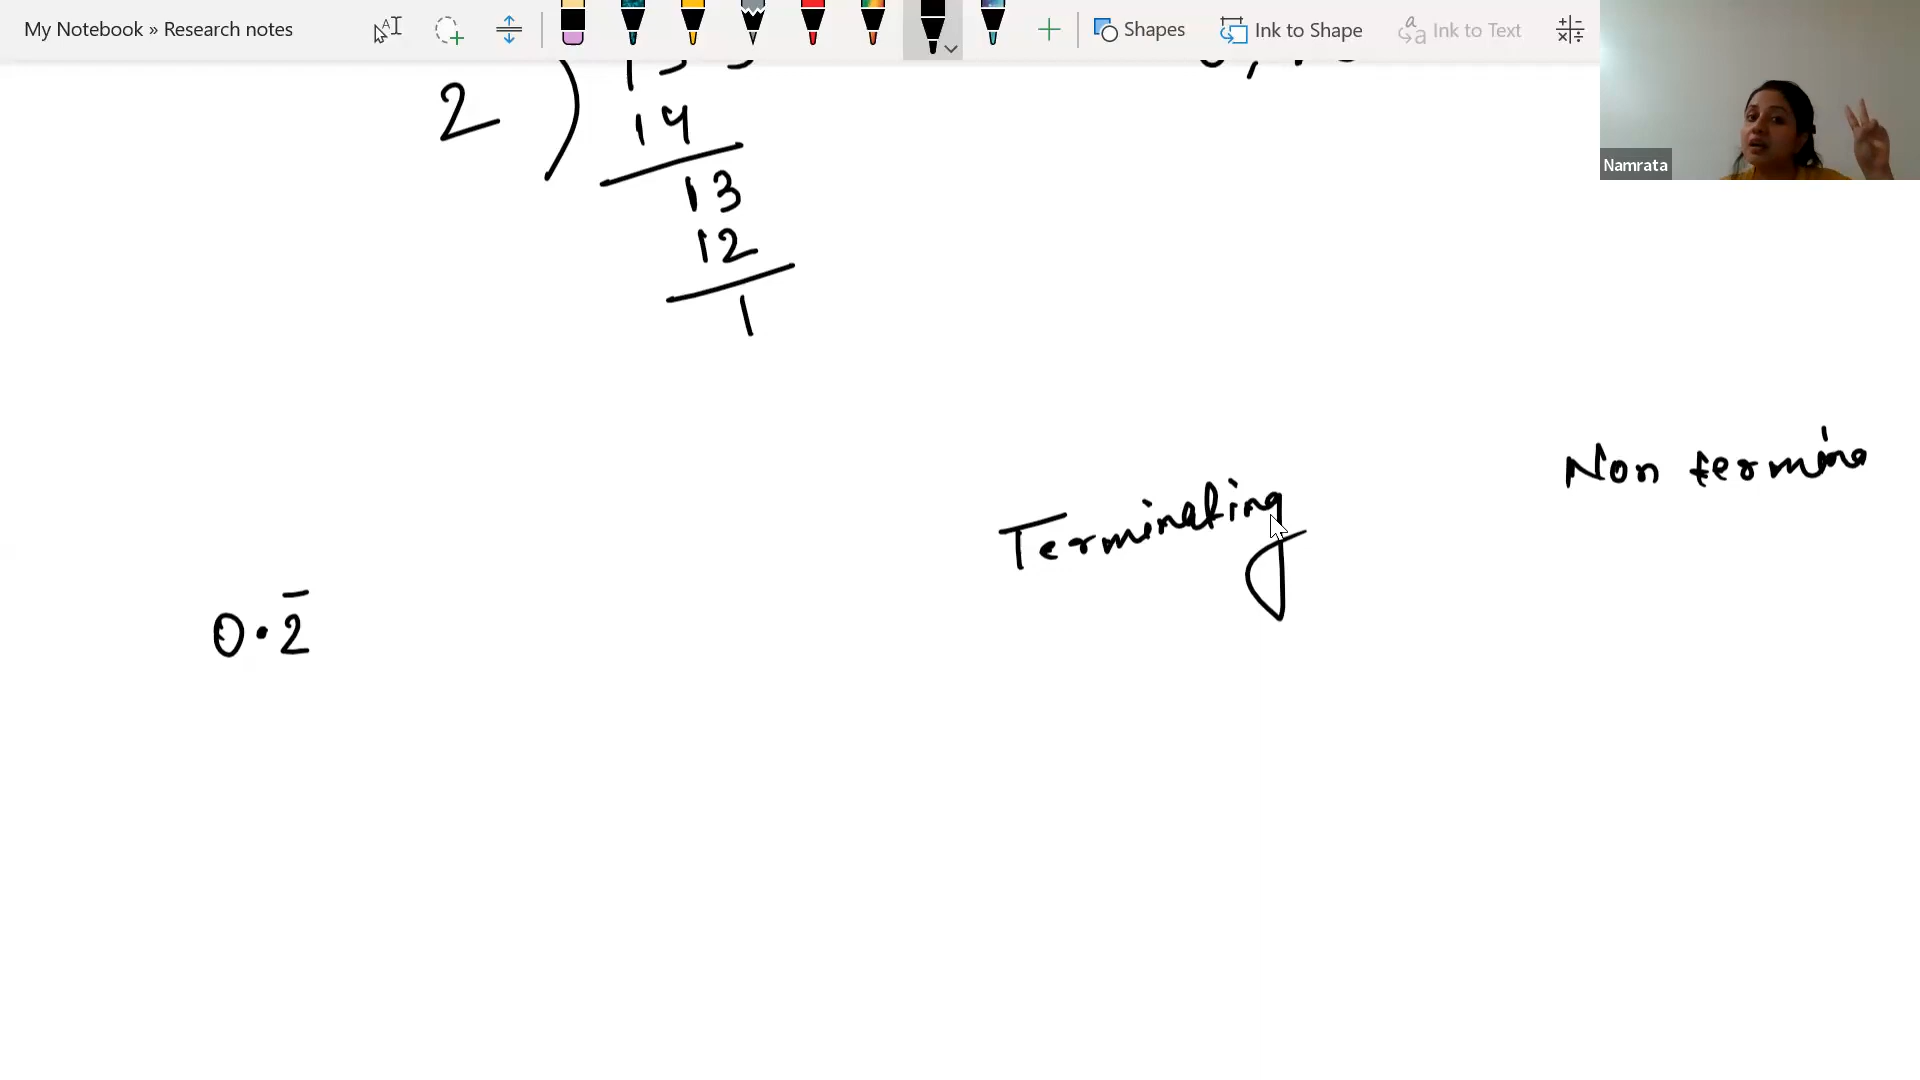 My Notebook » Research notes
Shapes
Ink to Shape
Ink to Text
Namrata
2
14
13
12
1
Non termina
Terminating
0.2̅